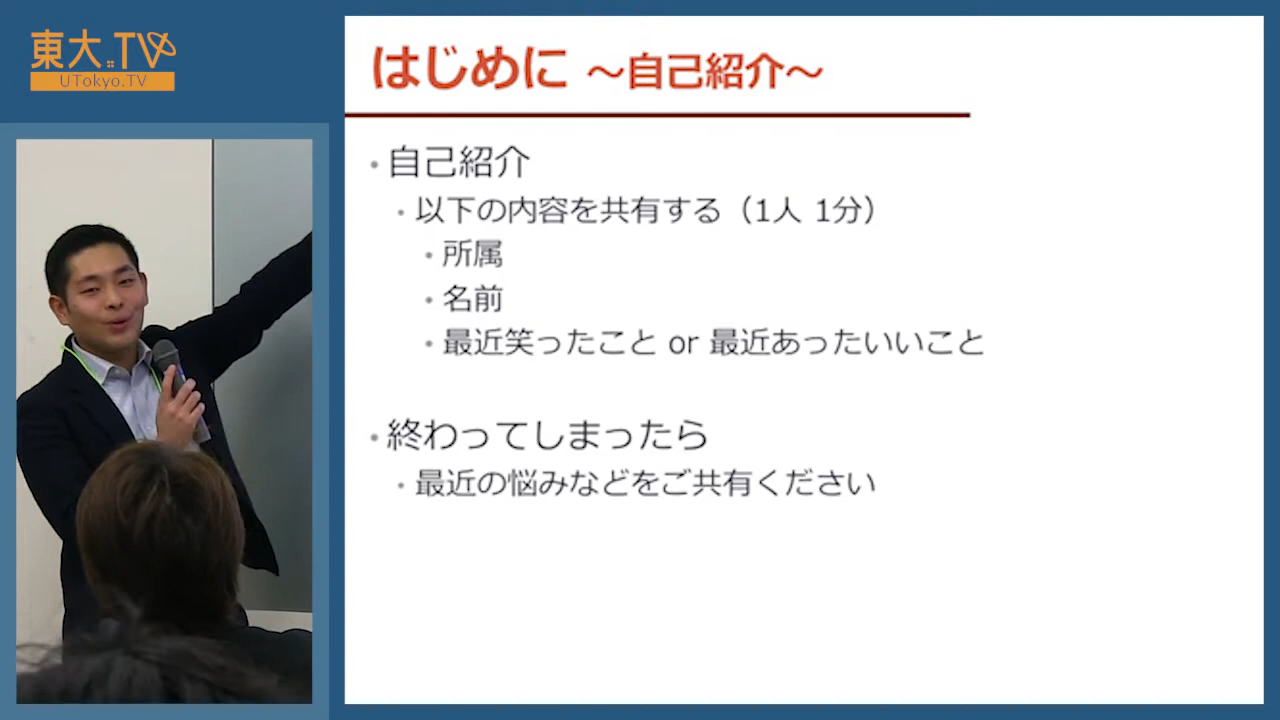 東大.TV
UTokyo.TV
はじめに ～自己紹介～
・自己紹介
・以下の内容を共有する（1人 1分）
・所属
・名前
・最近笑ったこと or 最近あったいいこと
・終わってしまったら
・最近の悩みなどをご共有ください